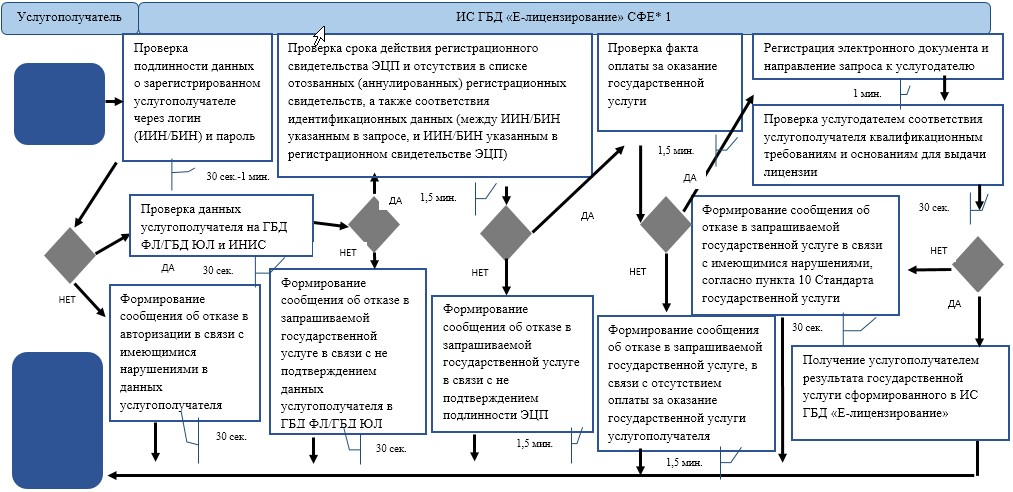 Услугополучатель
ИС ГБД «Е-лицензирование» СФЕ* 1
Проверка
подлинности данных
о зарегистрированном
услугополучателе
через логин
(ИИН/БИН) и пароль
30 сек.-1 мин.
Проверка срока действия регистрационного
свидетельства ЭЦП и отсутствия в списке
отозванных (аннулированных) регистрационных
свидетельств, а также соответствия
идентификационных данных (между ИИН/БИН
указанным в запросе, и ИИН/БИН указанным в
регистрационном свидетельстве ЭЦП)
1,5 мин.
Проверка факта
оплаты за оказание
государственной
услуги
1,5 мин.
Регистрация электронного документа и
направление запроса к услугодателю
1 мин.
Проверка услугодателем соответствия
услугополучателя квалификационным
требованиям и основаниям для выдачи
лицензии
30 сек.
Проверка данных
услугополучателя на ГБД
ФЛ/ГБД ЮЛ и ИНИС
30 сек.
ДА
НЕТ
ДА
НЕТ
ДА
НЕТ
ДА
НЕТ
НЕТ
ДА
Формирование сообщения об
отказе в запрашиваемой
государственной услуге в связи
с имеющимися нарушениями,
согласно пункта 10 Стандарта
государственной услуги
30 сек.
Формирование
сообщения об отказе в
авторизации в связи с
имеющимися
нарушениями в
данных
услугополучателя
30 сек.
Формирование
сообщения об отказе в
запрашиваемой
государственной
услуге в связи с не
подтверждением
данных
услугополучателя в
ГБД ФЛ/ГБД ЮЛ
30 сек.
Формирование
сообщения об отказе в
запрашиваемой
государственной услуге
в связи с не
подтверждением
подлинности ЭЦП
1,5 мин.
Формирование сообщения
об отказе в запрашиваемой
государственной услуге, в
связи с отсутствием
оплаты за оказание
государственной услуги
услугополучателя
1,5 мин.
Получение услугополучателем
результата государственной
услуги сформированного в ИС
ГБД «Е-лицензирование»